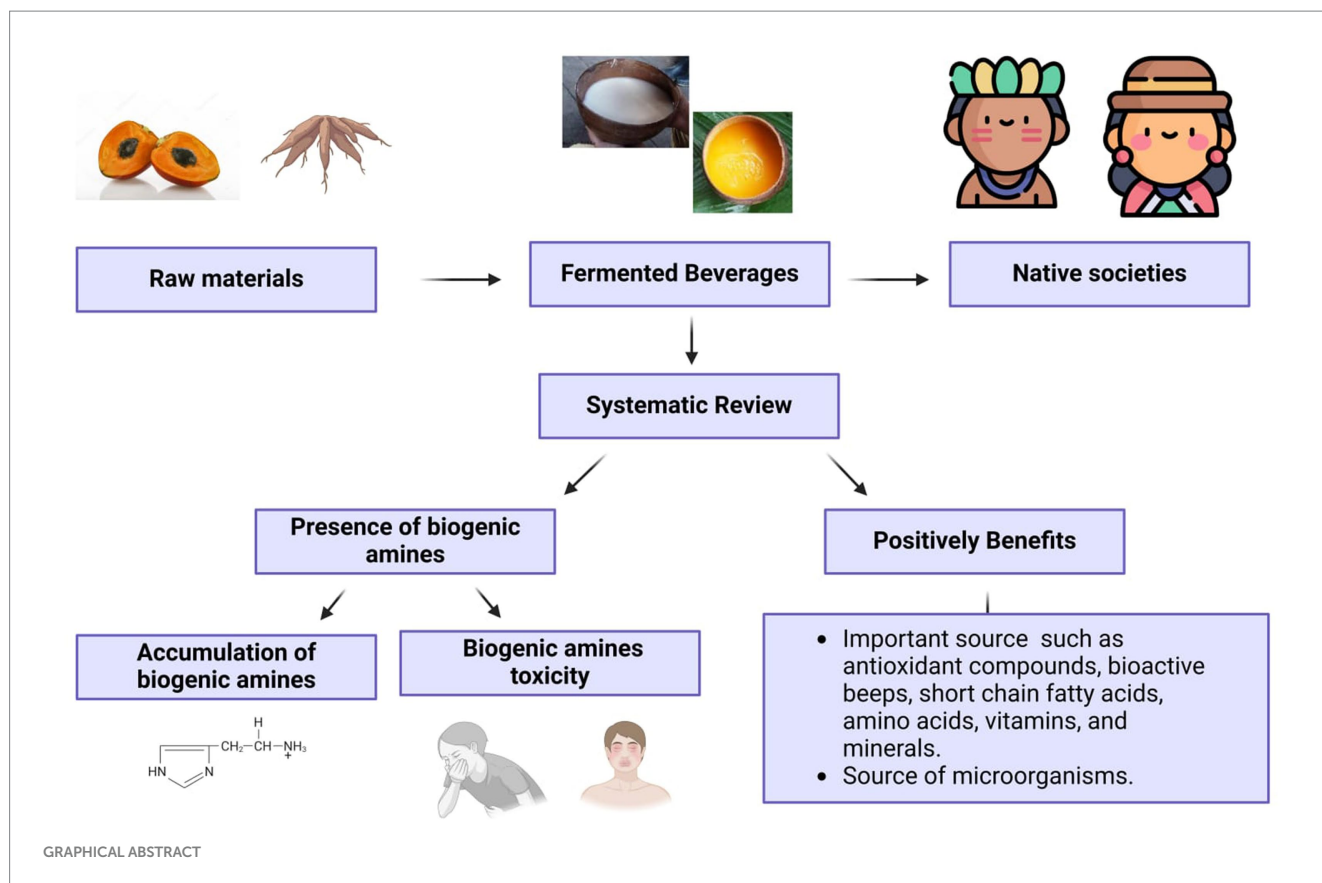 Raw materials
Fermented Beverages
Native societies
Systematic Review
Presence of biogenic
amines
Positively Benefits
Accumulation of
biogenic amines
Biogenic amines
toxicity
• Important source such as
antioxidant compounds, bioactive
beeps, short chain fatty acids,
amino acids, vitamins, and
minerals.
• Source of microorganisms.
H
CH₂–CH–NH₃
+
HN
N
GRAPHICAL ABSTRACT